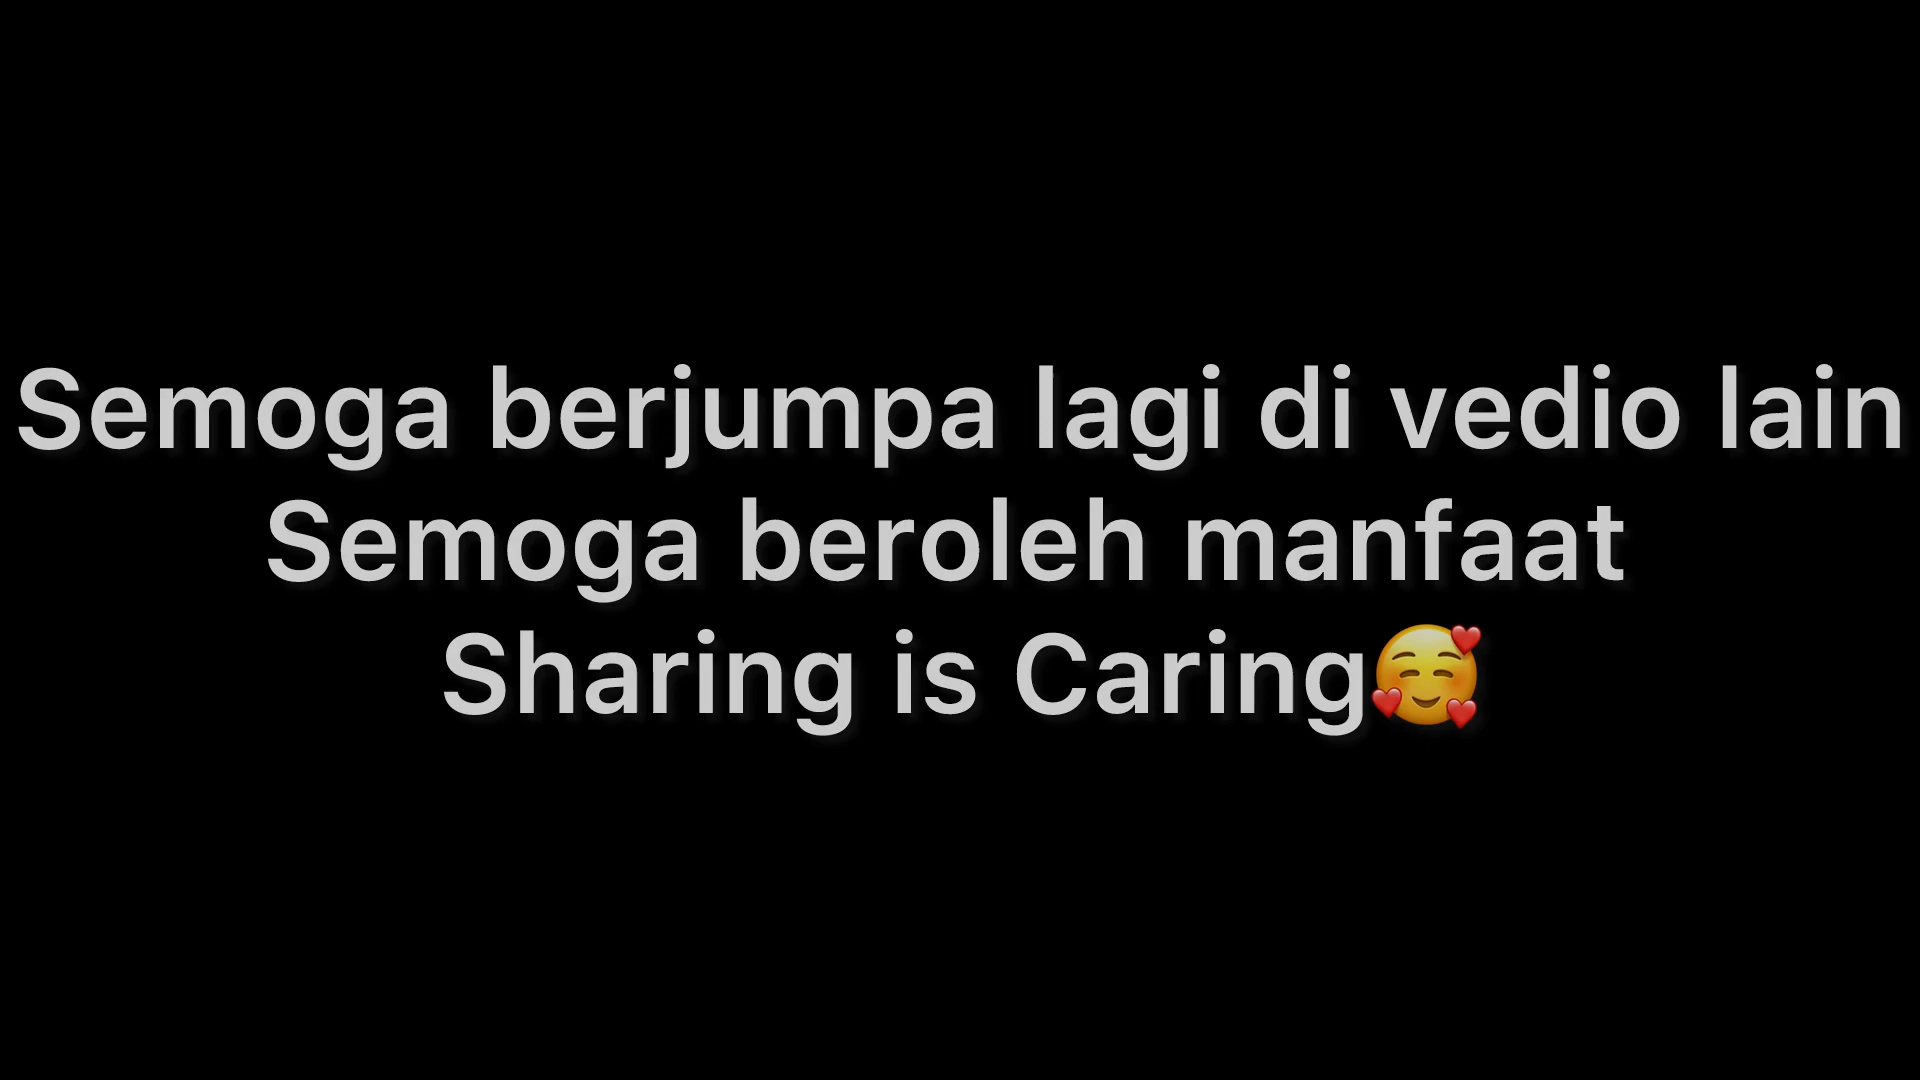 Semoga berjumpa lagi di vedio lain
Semoga beroleh manfaat
Sharing is Caring🥰